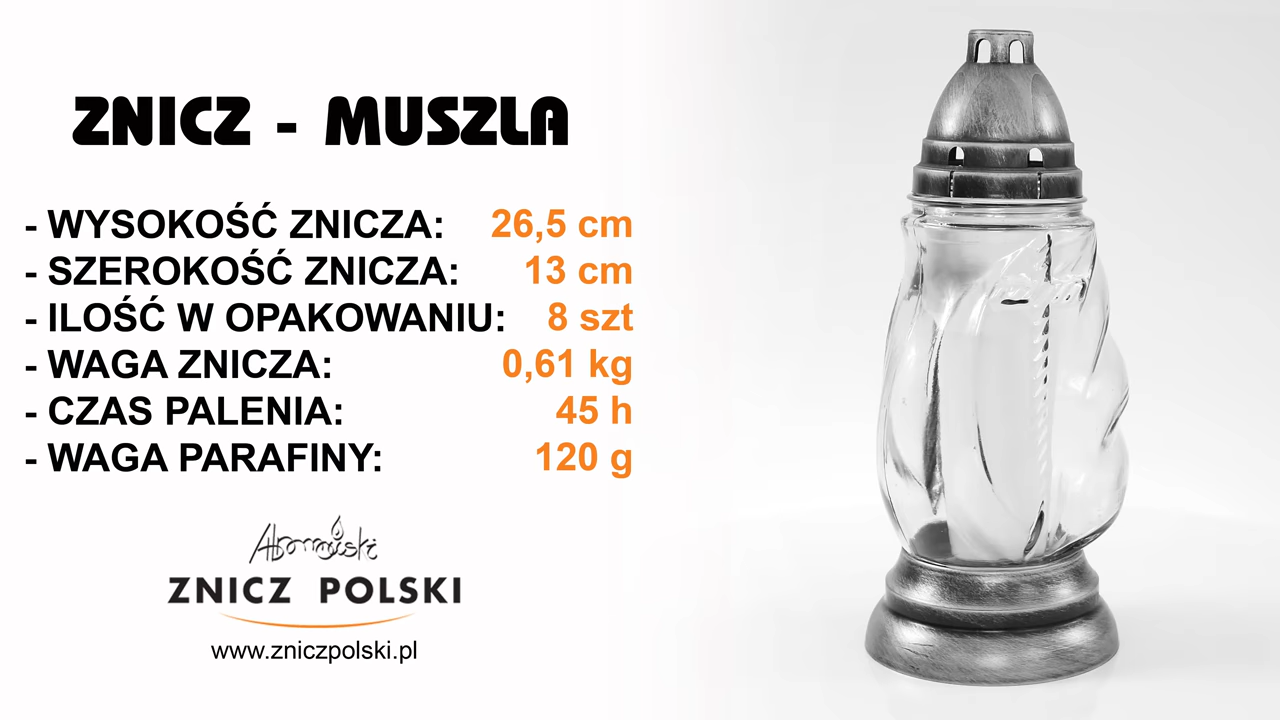 ZNICZ - MUSZLA
- WYSOKOŚĆ ZNICZA: 26,5 cm
- SZEROKOŚĆ ZNICZA: 13 cm
- ILOŚĆ W OPAKOWANIU: 8 szt
- WAGA ZNICZA: 0,61 kg
- CZAS PALENIA: 45 h
- WAGA PARAFINY: 120 g
ZNICZ POLSKI
www.zniczpolski.pl